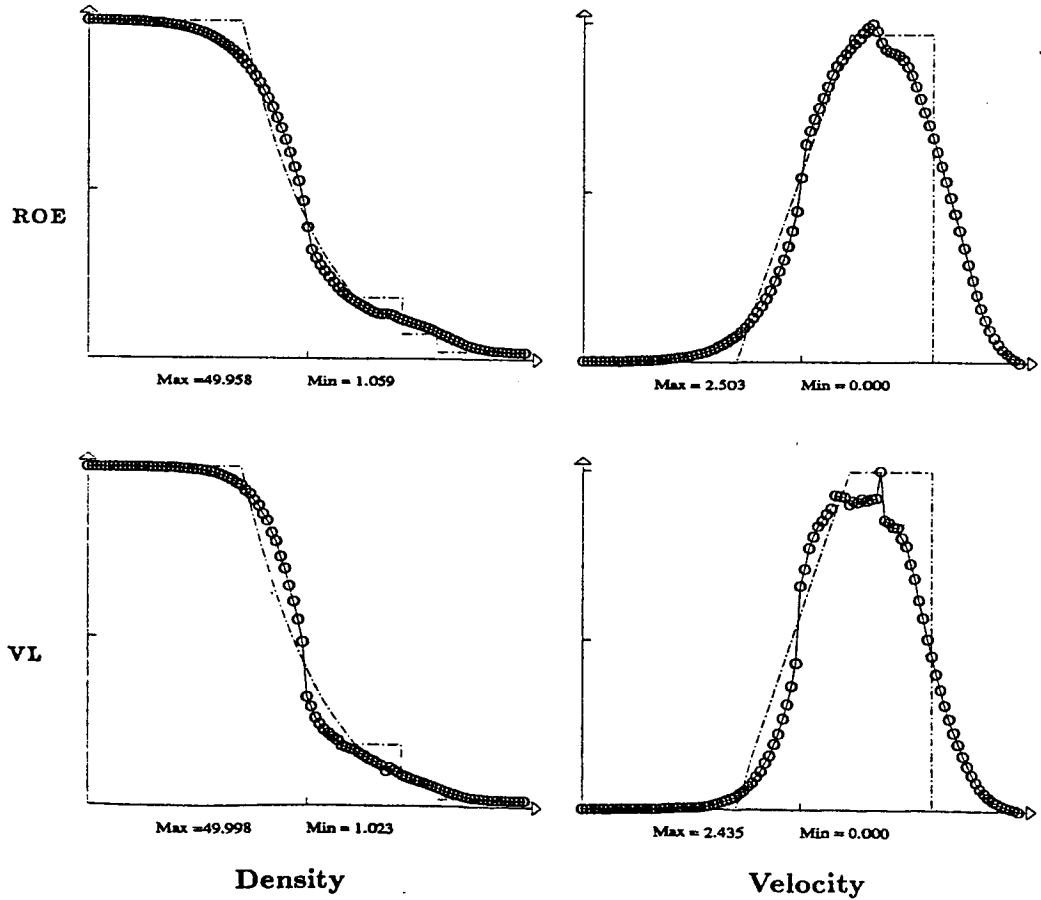 ROE
Max =49.958 Min = 1.059
Max = 2.503 Min = 0.000
VL
Max =49.998 Min = 1.023
Max = 2.435 Min = 0.000
Density
Velocity